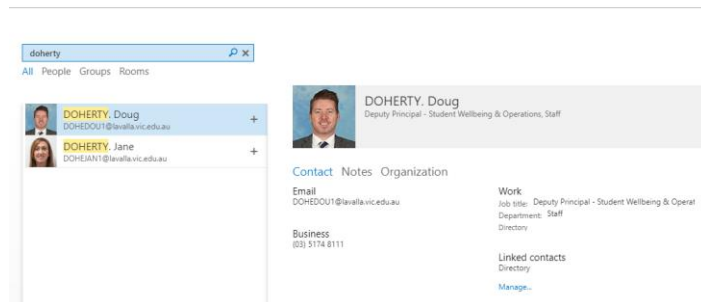 doherty
All People Groups Rooms
DOHERTY. Doug
DOHEDOU1@lavalla.vic.edu.au
DOHERTY. Jane
DOHEJAN1@lavalla.vic.edu.au
DOHERTY. Doug
Deputy Principal - Student Wellbeing & Operations, Staff
Contact Notes Organization
Email
DOHEDOU1@lavalla.vic.edu.au
Business
(03) 5174 8111
Work
Job title: Deputy Principal - Student Wellbeing & Operat
Department: Staff
Directory
Linked contacts
Directory
Manage...